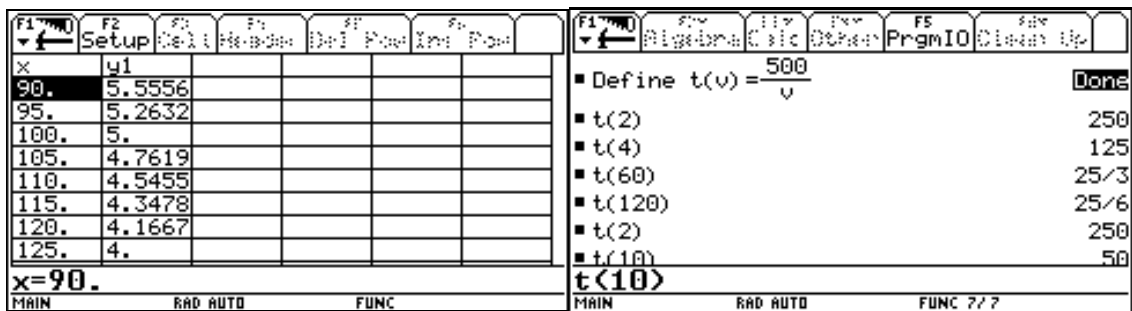 F1 F2 Setup
x y1
90. 5.5556
95. 5.2632
100. 5.
105. 4.7619
110. 4.5455
115. 4.3478
120. 4.1667
125. 4.
x=90.
MAIN RAD AUTO FUNC
F1 F5 PrgmIO
Define t(v)=500/v Done
t(2) 250
t(4) 125
t(60) 25/3
t(120) 25/6
t(2) 250
t(10) 50
t(10)
MAIN RAD AUTO FUNC 7/7